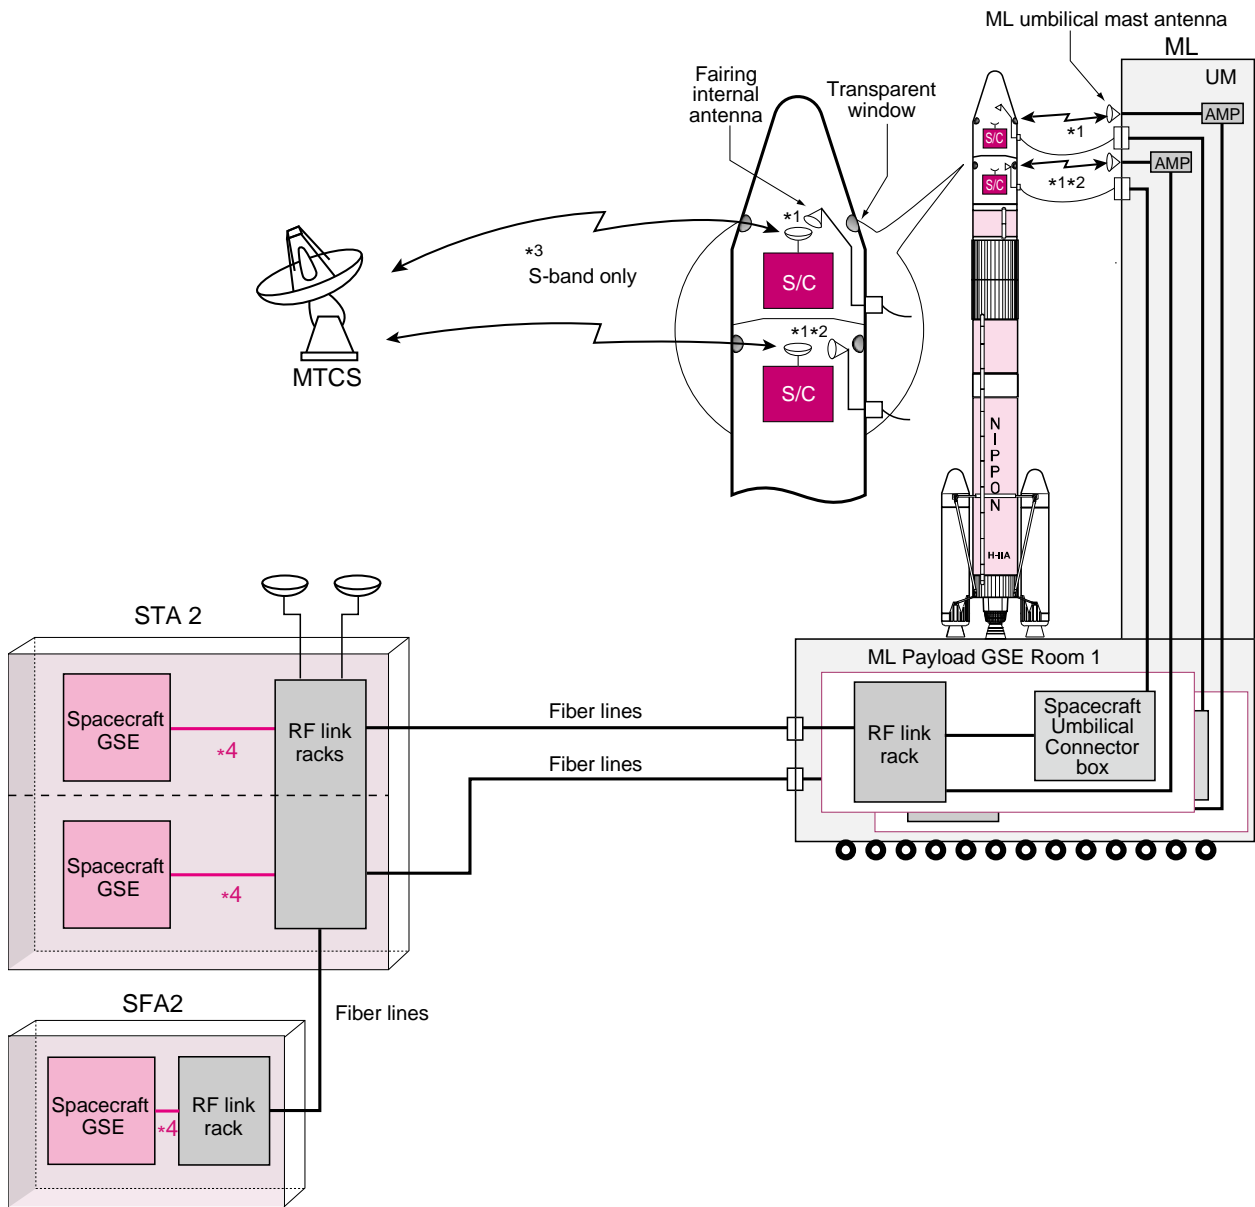 ML umbilical mast antenna
ML
UM
AMP
AMP
Fairing
internal
antenna
Transparent
window
*1
*1*2
S/C
S/C
*1
S/C
*1*2
S/C
*3
S-band only
MTCS
NIPPON
H-IIA
STA 2
Spacecraft
GSE
*4
RF link
racks
Spacecraft
GSE
*4
Fiber lines
Fiber lines
ML Payload GSE Room 1
RF link
rack
Spacecraft
Umbilical
Connector
box
SFA2
Fiber lines
Spacecraft
GSE
*4
RF link
rack